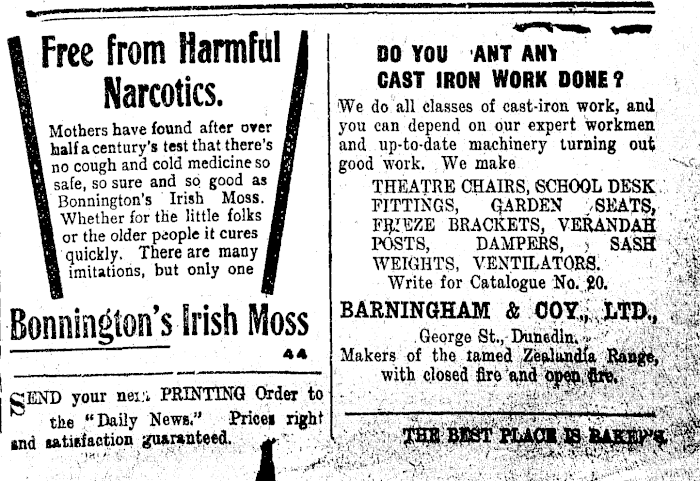 Free from Harmful
Narcotics.
Mothers have found after over
half a century's test that there's
no cough and cold medicine so
safe, so sure and so good as
Bonnington's Irish Moss.
Whether for the little folks
or the older people it cures
quickly. There are many
imitations, but only one
Bonnington's Irish Moss
44
SEND your next PRINTING Order to
the "Daily News." Prices right
and satisfaction guaranteed.
DO YOU ANT ANY
CAST IRON WORK DONE?
We do all classes of cast-iron work, and
you can depend on our expert workmen
and up-to-date machinery turning out
good work. We make
THEATRE CHAIRS, SCHOOL DESK
FITTINGS, GARDEN SEATS,
FRIEZE BRACKETS, VERANDAH
POSTS, DAMPERS, SASH
WEIGHTS, VENTILATORS.
Write for Catalogue No. 20.
BARNINGHAM & COY., LTD.,
George St., Dunedin.
Makers of the famed Zealandia Range,
with closed fire and open fire.
THE BEST PLACE IS BAKER'S.